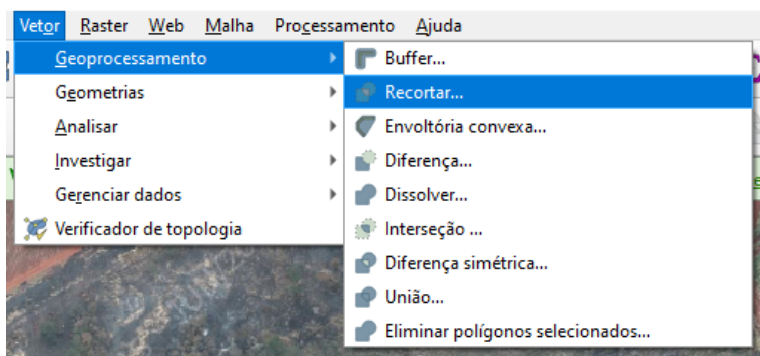 Vetor Raster Web Malha Processamento Ajuda
Geoprocessamento
Geometrias
Analisar
Investigar
Gerenciar dados
Verificador de topologia
Buffer...
Recortar...
Envoltória convexa...
Diferença...
Dissolver...
Interseção ...
Diferença simétrica...
União...
Eliminar polígonos selecionados...